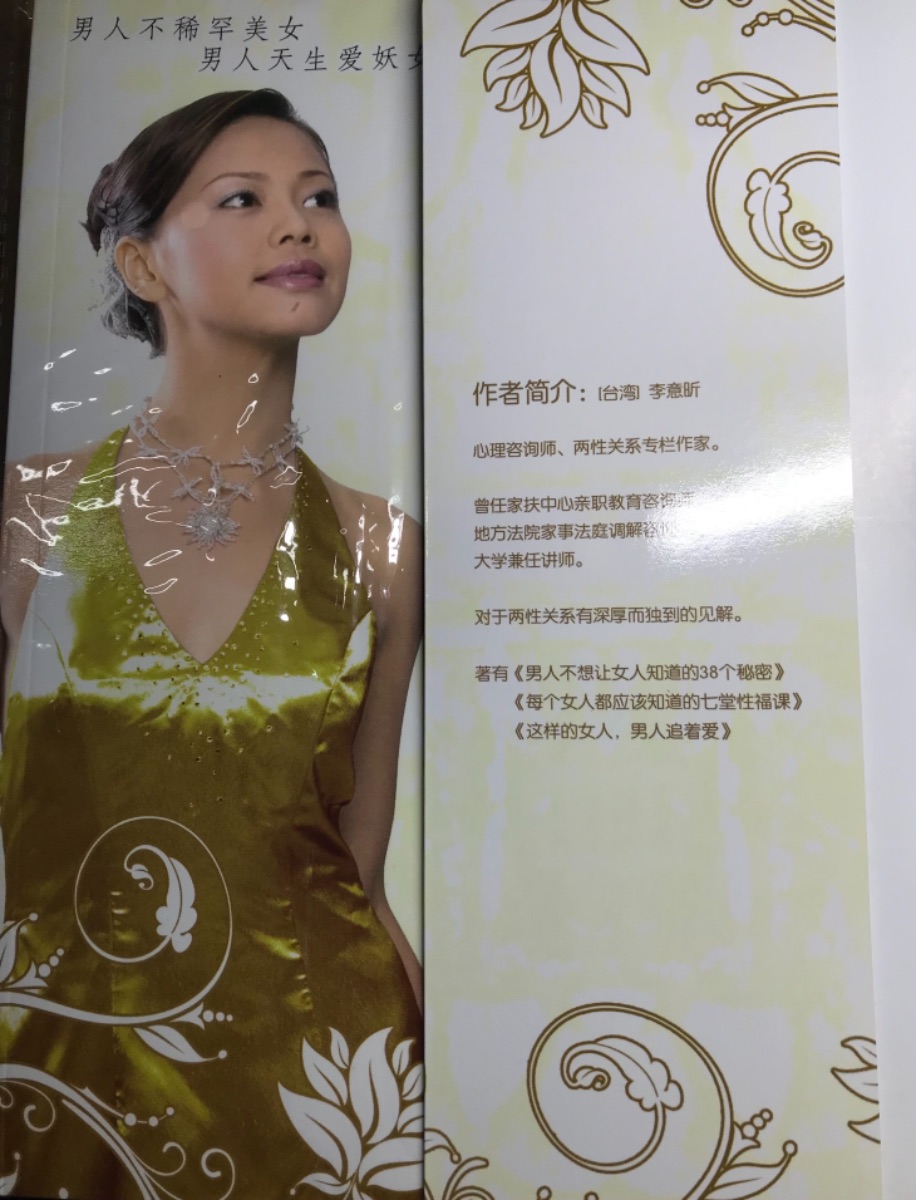 男人不稀罕美女
男人天生爱妖
作者简介：[台湾] 李意昕
心理咨询师、两性关系专栏作家。
曾任家扶中心亲职教育咨询
地方法院家事法庭调解咨
大学兼任讲师。
对于两性关系有深厚而独到的见解。
著有《男人不想让女人知道的38个秘密》
《每个女人都应该知道的七堂性福课》
《这样的女人，男人追着爱》